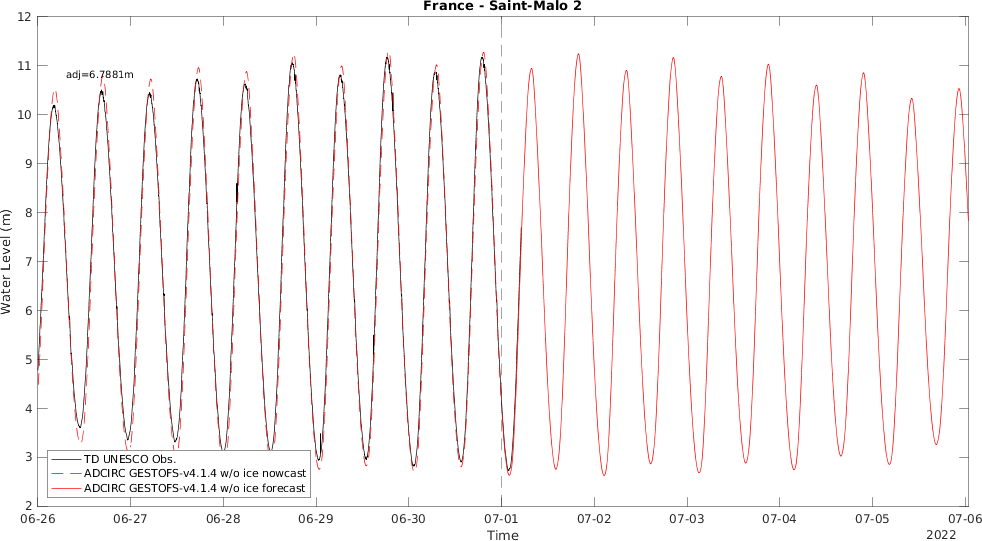 France - Saint-Malo 2
12
11
10
9
8
7
6
5
4
3
2
Water Level (m)
adj=6.7881m
TD UNESCO Obs.
ADCIRC GESTOFS-v4.1.4 w/o ice nowcast
ADCIRC GESTOFS-v4.1.4 w/o ice forecast
06-26 06-27 06-28 06-29 06-30 07-01 07-02 07-03 07-04 07-05 07-06
Time
2022